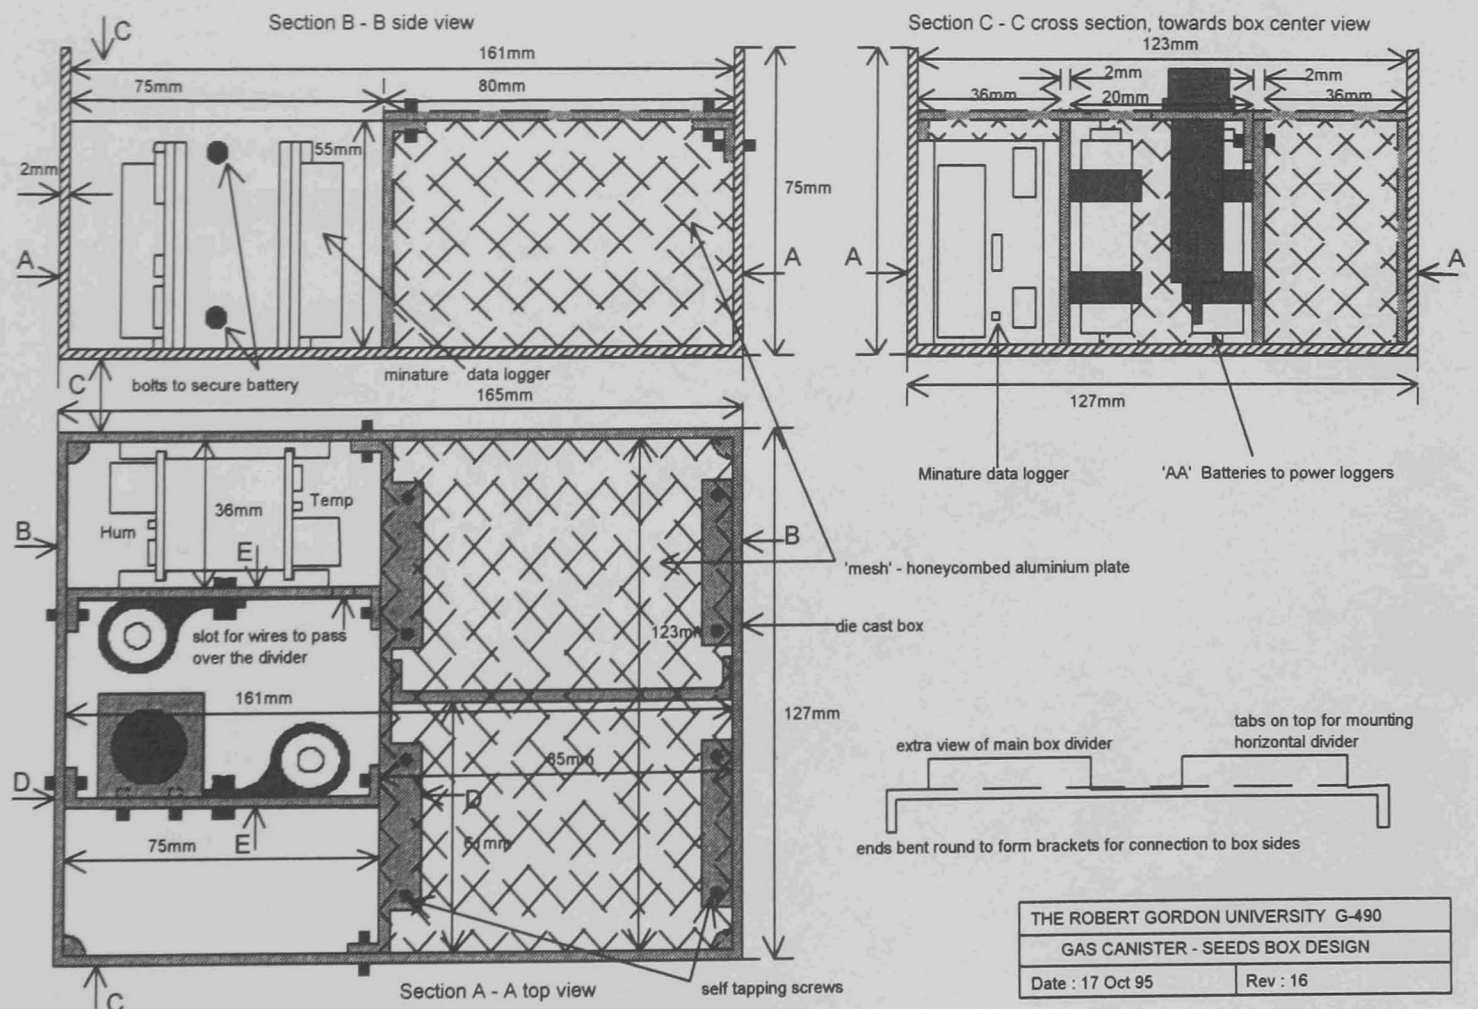 Section B - B side view
C
161mm
75mm
80mm
55mm
2mm
75mm
A
A
bolts to secure battery
minature data logger
C
165mm
Section C - C cross section, towards box center view
123mm
2mm
2mm
36mm
20mm
36mm
A
A
127mm
Minature data logger
'AA' Batteries to power loggers
Hum
36mm
Temp
E
B
B
'mesh' - honeycombed aluminium plate
slot for wires to pass
over the divider
123mm
die cast box
161mm
127mm
85mm
D
D
61mm
75mm
E
C
Section A - A top view
self tapping screws
extra view of main box divider
tabs on top for mounting
horizontal divider
ends bent round to form brackets for connection to box sides
THE ROBERT GORDON UNIVERSITY G-490
GAS CANISTER - SEEDS BOX DESIGN
Date : 17 Oct 95
Rev : 16